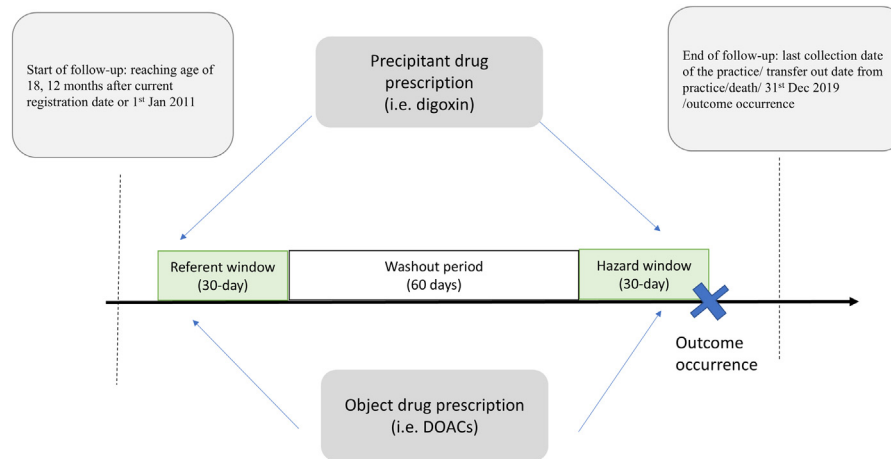 Start of follow-up: reaching age of
18, 12 months after current
registration date or 1st Jan 2011
Precipitant drug
prescription
(i.e. digoxin)
End of follow-up: last collection date
of the practice/ transfer out date from
practice/death/ 31st Dec 2019
/outcome occurrence
Referent window
(30-day)
Washout period
(60 days)
Hazard window
(30-day)
Outcome
occurrence
Object drug prescription
(i.e. DOACs)